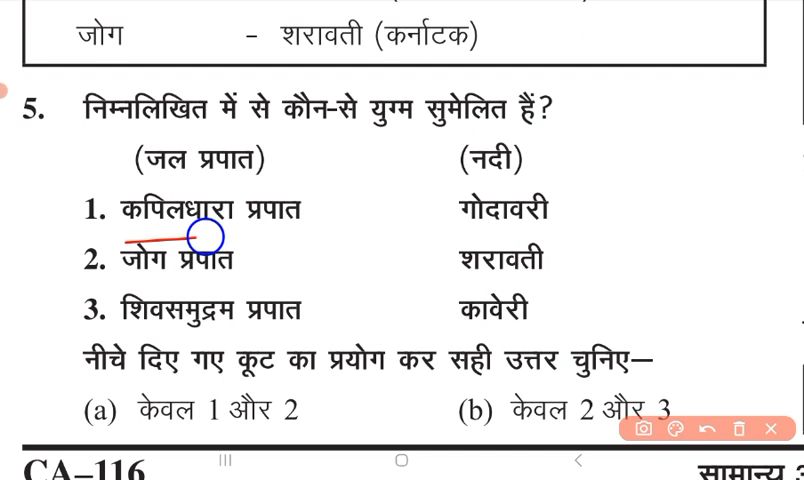 जोग - शरावती (कर्नाटक)
5. निम्नलिखित में से कौन-से युग्म सुमेलित हैं?
(जल प्रपात) (नदी)
1. कपिलधारा प्रपात गोदावरी
2. जोग प्रपात शरावती
3. शिवसमुद्रम प्रपात कावेरी
नीचे दिए गए कूट का प्रयोग कर सही उत्तर चुनिए—
(a) केवल 1 और 2 (b) केवल 2 और 3
CA–116 सामान्य